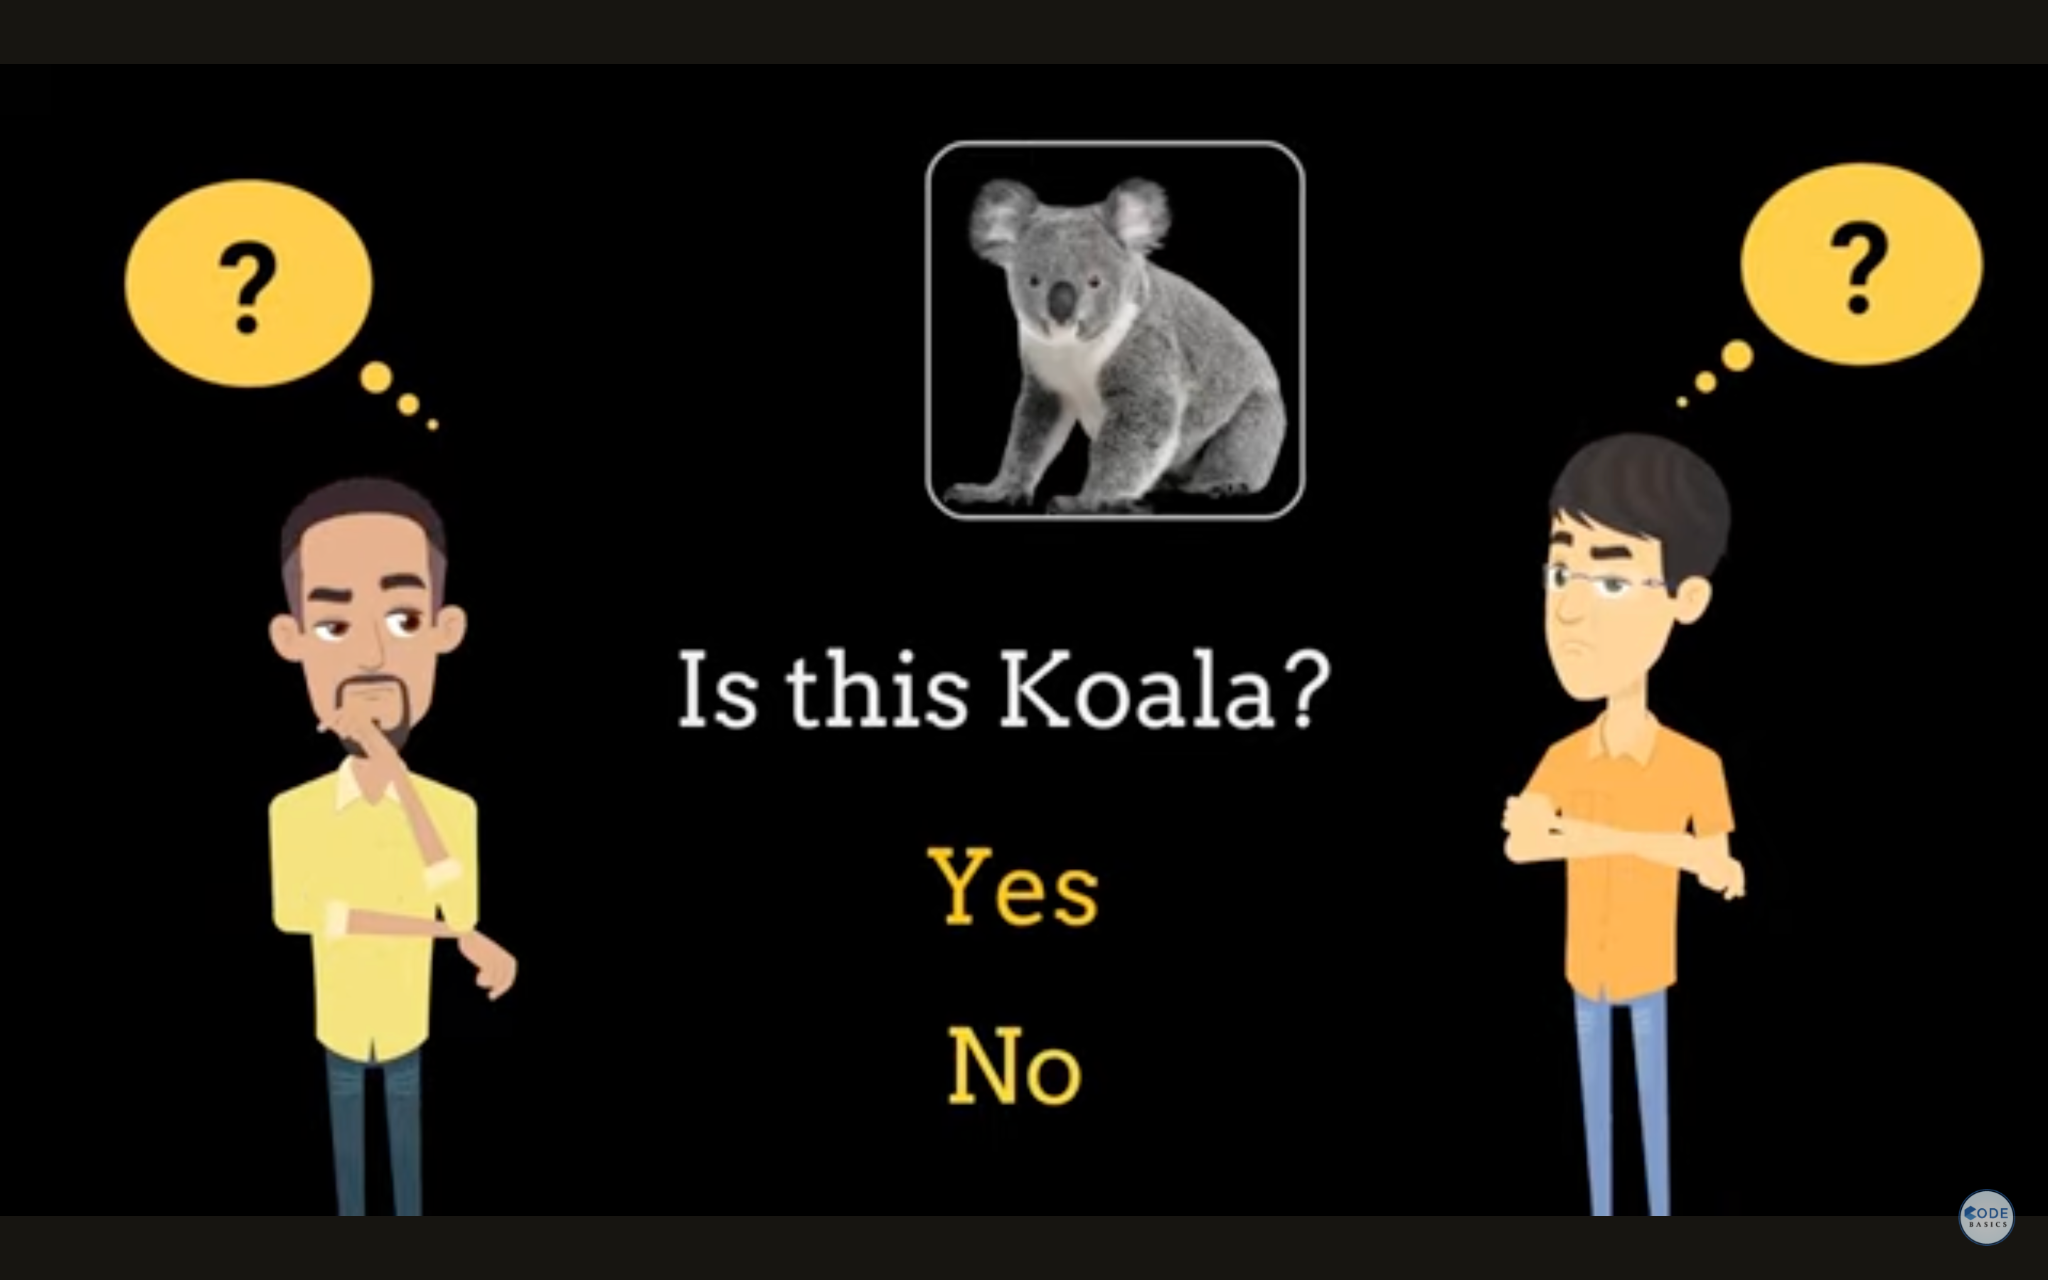 ?
?
Is this Koala?
Yes
No
CODE
BASICS